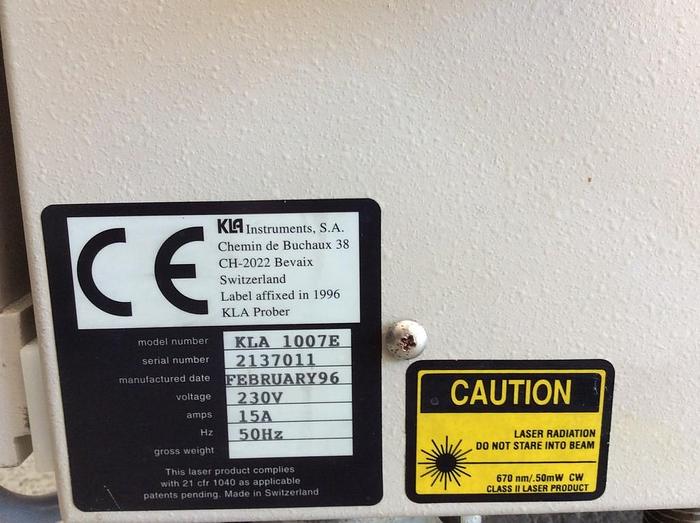 CE
KLA Instruments, S.A.
Chemin de Buchaux 38
CH-2022 Bevaix
Switzerland
Label affixed in 1996
KLA Prober
model number KLA 1007E
serial number 2137011
manufactured date FEBRUARY96
voltage 230V
amps 15A
Hz 50Hz
gross weight
This laser product complies
with 21 cfr 1040 as applicable
patents pending. Made in Switzerland
CAUTION
LASER RADIATION
DO NOT STARE INTO BEAM
670 nm/.50mW CW
CLASS II LASER PRODUCT